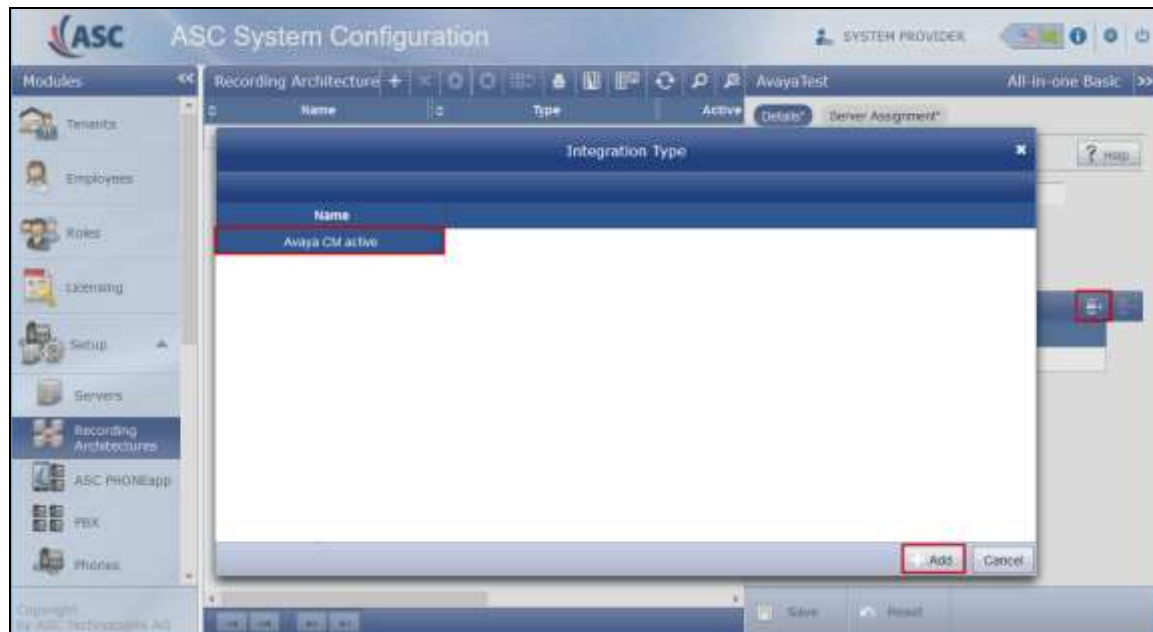 ASC ASC System Configuration SYSTEM PROVIDER
Modules
Recording Architecture
AvayaTest
All-in-one Basic
Name
Type
Active
Details*
Server Assignment*
Tenants
Employees
Roles
Licensing
Setup
Servers
Recording
Architectures
ASC PHONEapp
PBX
Phones
Integration Type
Help
Name
Avaya CM active
Add
Cancel
Save
Reset
Copyright
by ASC Technologies AG